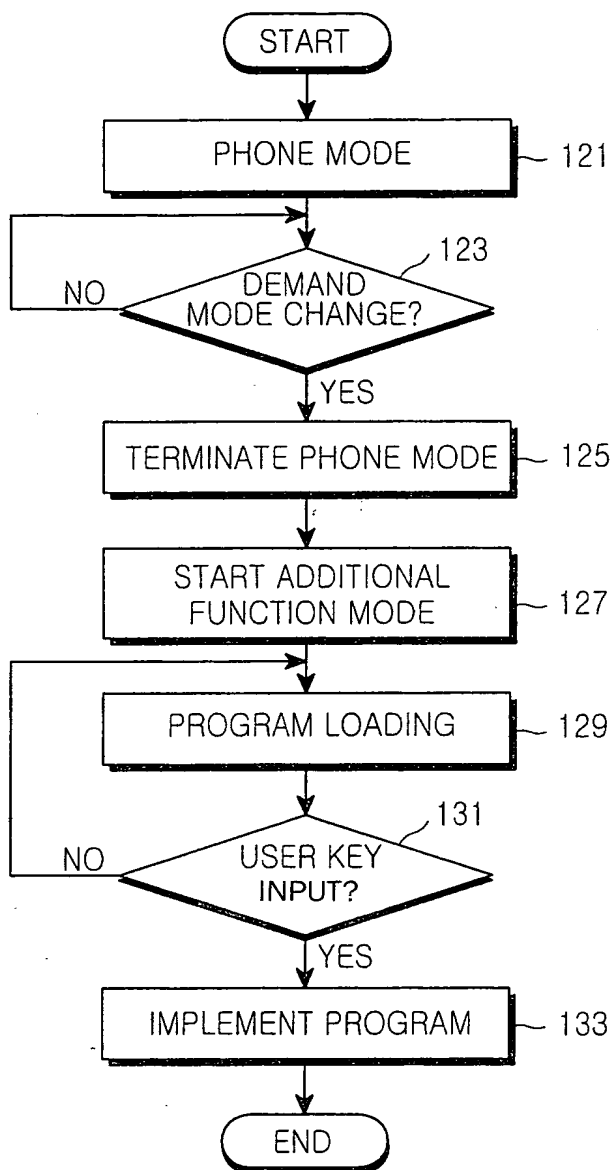 START
PHONE MODE
121
123
DEMAND
MODE CHANGE?
NO
YES
TERMINATE PHONE MODE
125
START ADDITIONAL
FUNCTION MODE
127
PROGRAM LOADING
129
131
USER KEY
INPUT?
NO
YES
IMPLEMENT PROGRAM
133
END